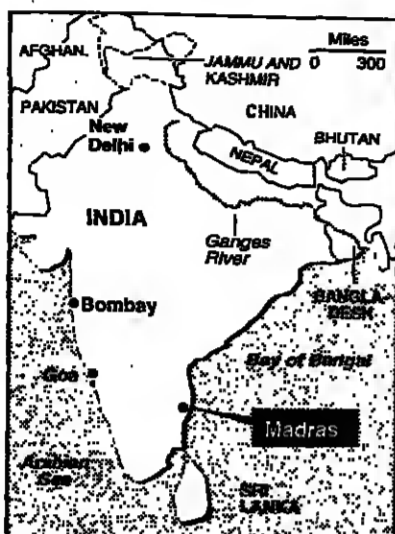 AFGHAN.
JAMMU AND
KASHMIR
Miles
0 300
PAKISTAN
CHINA
New
Delhi
BHUTAN
NEPAL
INDIA
Ganges
River
BANGLA-
DESH
Bombay
Bay of Bengal
Goa
Madras
Arabian
Sea
SRI
LANKA